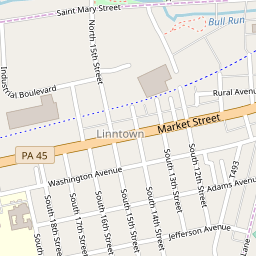 Saint Mary Street
Bull Run
North 15th Street
Industrial Boulevard
Rural Avenue
Linntown
Market Street
PA 45
Washington Avenue
South 18th Street
South 17th Street
South 16th Street
South 15th Street
South 14th Street
South 13th Street
South 12th Street
T493
Adams Avenue
Jefferson Avenue
Lane